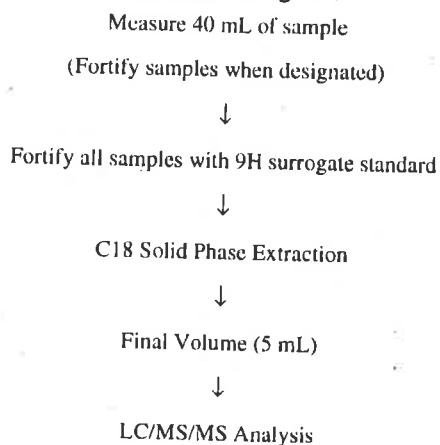 Measure 40 mL of sample
(Fortify samples when designated)
↓
Fortify all samples with 9H surrogate standard
↓
C18 Solid Phase Extraction
↓
Final Volume (5 mL)
↓
LC/MS/MS Analysis